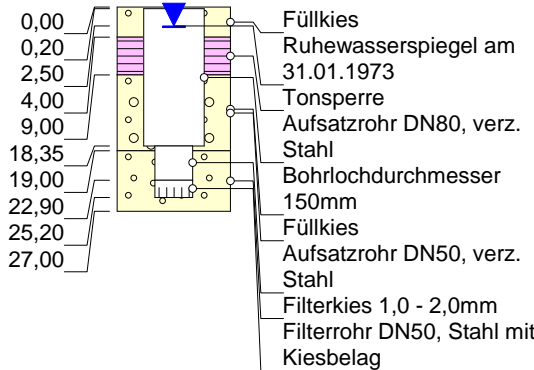 0,00
0,20
2,50
4,00
9,00
18,35
19,00
22,90
25,20
27,00
Füllkies
Ruhewasserspiegel am
31.01.1973
Tonsperre
Aufsatzrohr DN80, verz.
Stahl
Bohrlochdurchmesser
150mm
Füllkies
Aufsatzrohr DN50, verz.
Stahl
Filterkies 1,0 - 2,0mm
Filterrohr DN50, Stahl mit
Kiesbelag